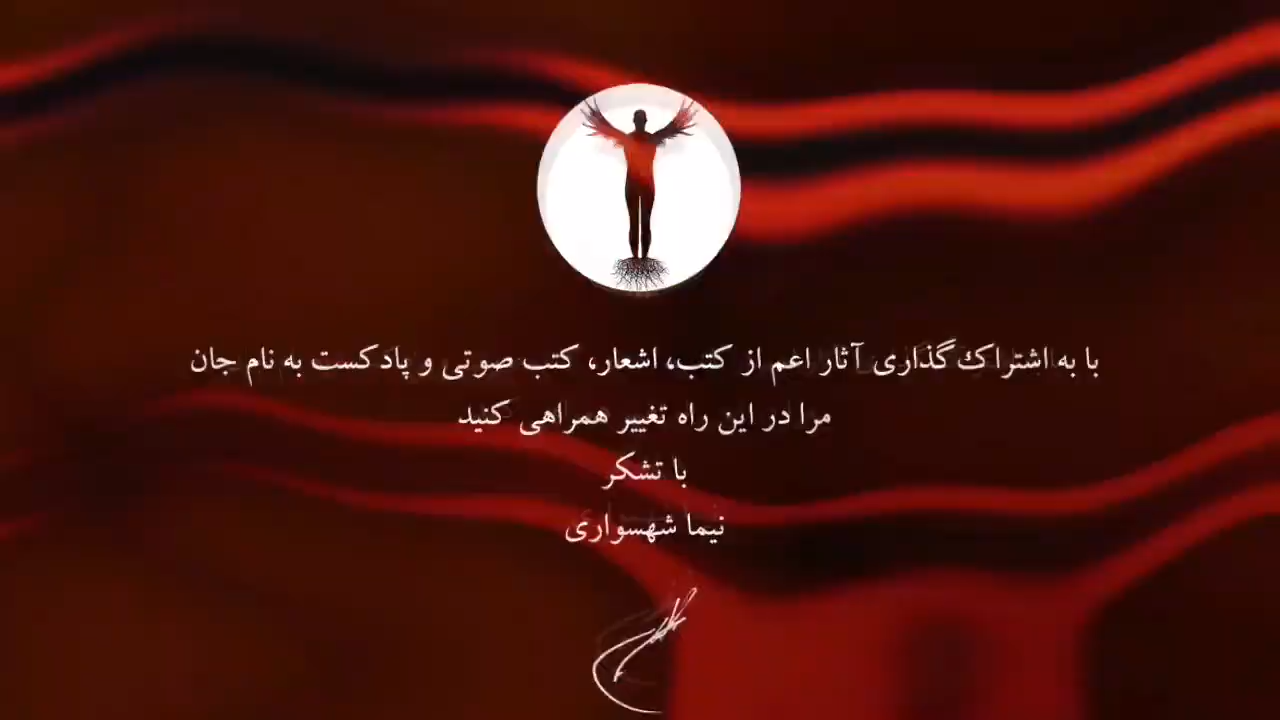 با به اشتراک گذاری آثار اعم از کتب، اشعار، کتب صوتی و پادکست به نام جان
مرا در این راه تغییر همراهی کنید
با تشکر
نیما شهسواری